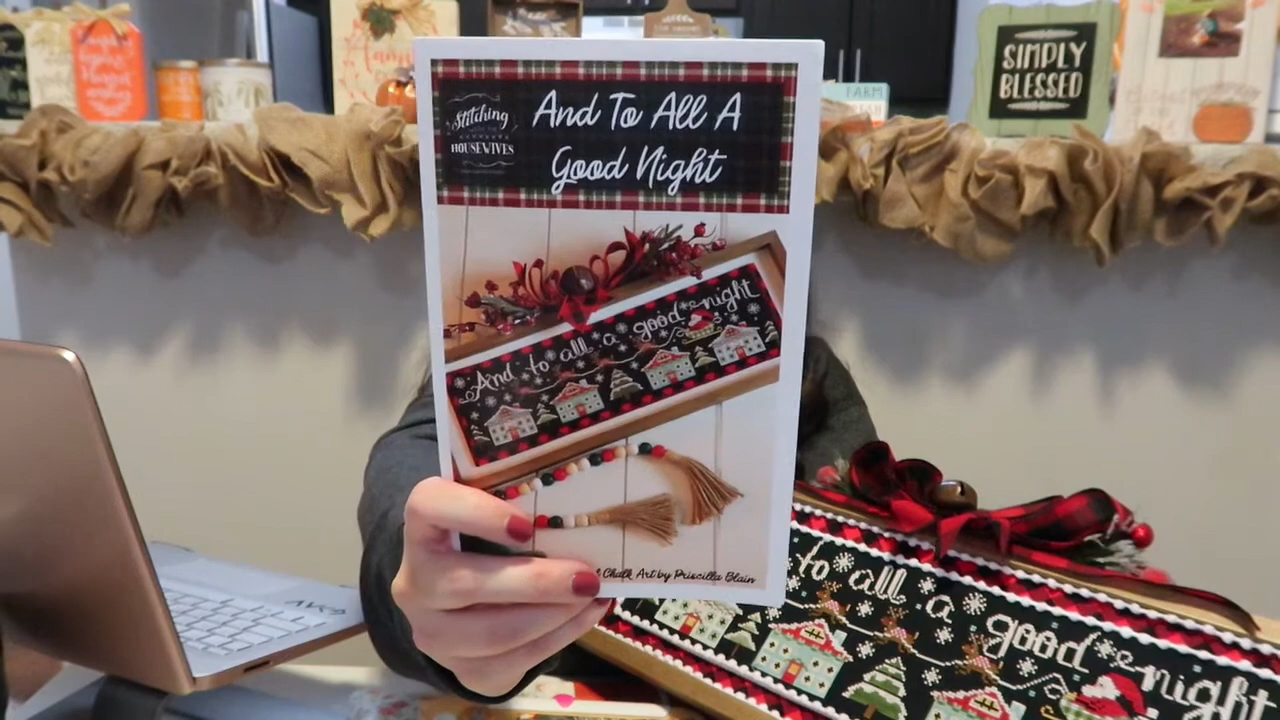 SIMPLY
BLESSED
FARM
Stitching
HOUSEWIVES
And To All A
Good Night
And to all a good night
Chalk Art by Priscilla Blain
to all a good night